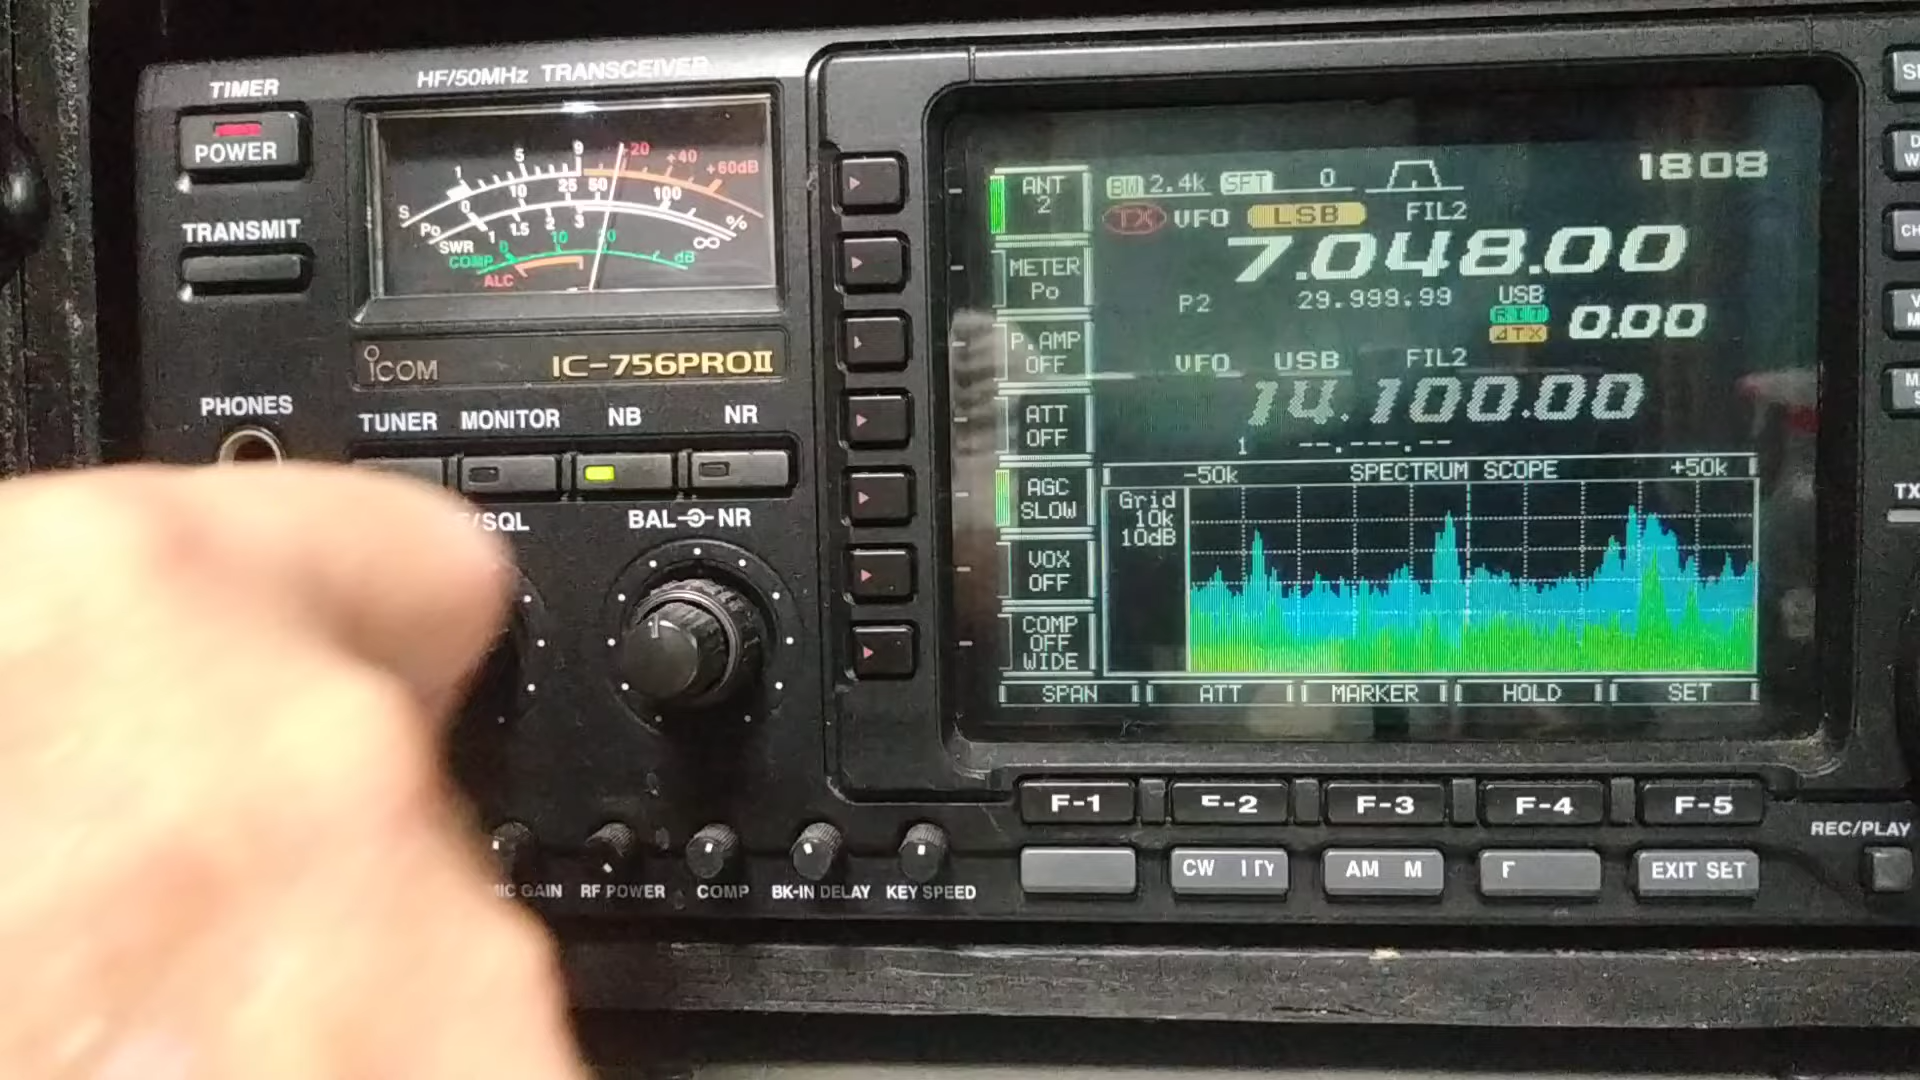 TIMER
POWER
TRANSMIT
PHONES
HF/50MHz TRANSCEIVER
S 1 5 9 +20 +40 +60dB
Po 0 10 25 50 100 %
SWR 1 1.5 2 3 ∞
COMP 0 10 20 dB
ALC
ICOM
IC-756PROII
TUNER MONITOR NB NR
F/SQL
BAL NR
MIC GAIN RF POWER COMP BK-IN DELAY KEY SPEED
ANT
2
METER
Po
P.AMP
OFF
ATT
OFF
AGC
SLOW
VOX
OFF
COMP
OFF
WIDE
1808
BW 2.4k SFT 0
TX VFO LSB FIL2
7.048.00
P2 29.999.99 USB
RIT
ΔTX
0.00
VFO USB FIL2
14.100.00
1 --.---.--
-50k SPECTRUM SCOPE +50k
Grid
10k
10dB
SPAN ATT MARKER HOLD SET
F-1 F-2 F-3 F-4 F-5
CW
AM M
F
EXIT SET
REC/PLAY
TX